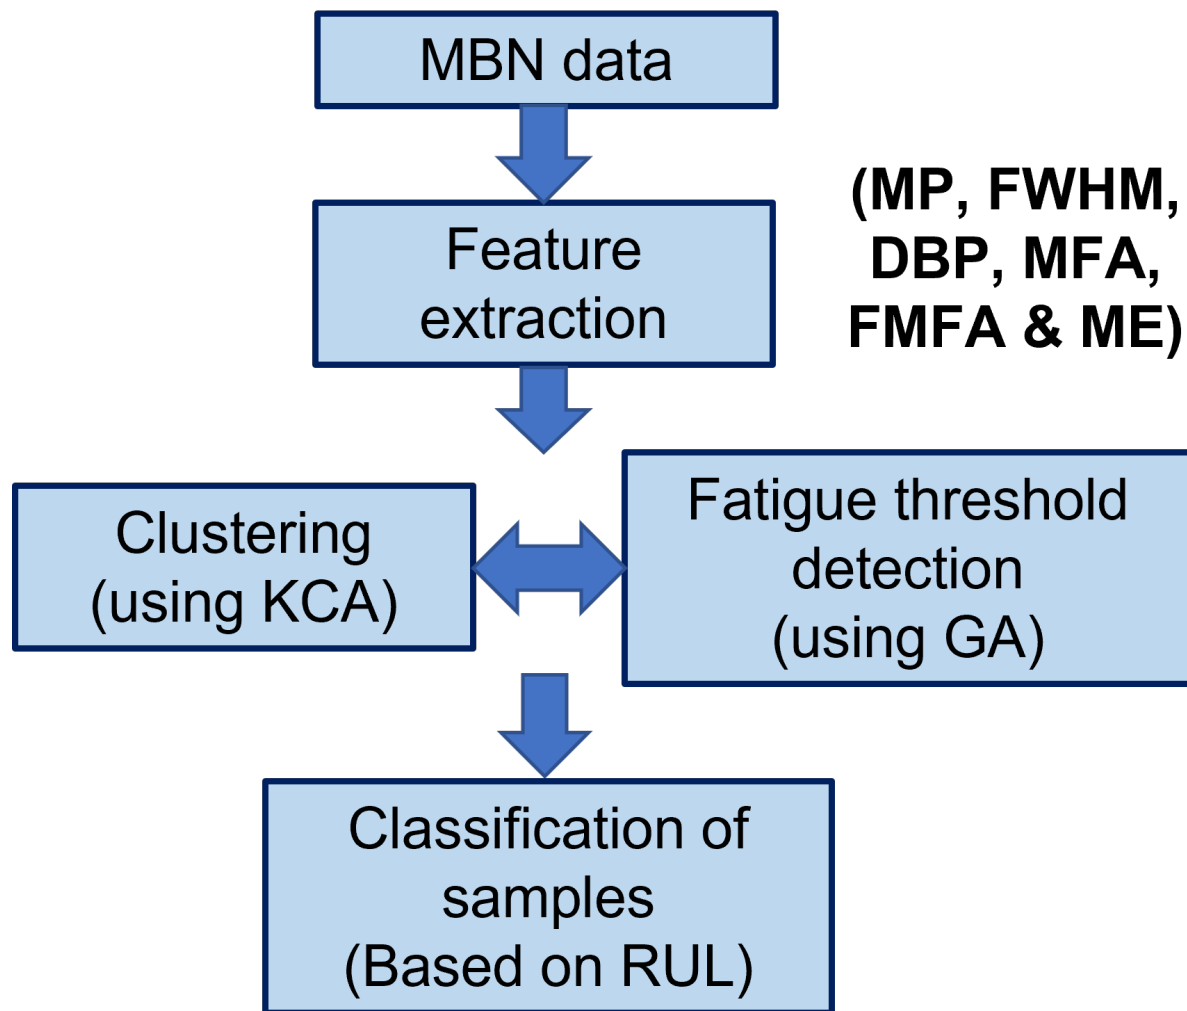 MBN data
Feature
extraction
(MP, FWHM,
DBP, MFA,
FMFA & ME)
Clustering
(using KCA)
Fatigue threshold
detection
(using GA)
Classification of
samples
(Based on RUL)